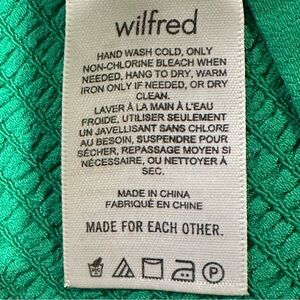 wilfred
HAND WASH COLD, ONLY
NON-CHLORINE BLEACH WHEN
NEEDED, HANG TO DRY, WARM
IRON ONLY IF NEEDED, OR DRY
CLEAN.
LAVER À LA MAIN À L'EAU
FROIDE, UTILISER SEULEMENT
UN JAVELLISANT SANS CHLORE
AU BESOIN, SUSPENDRE POUR
SÉCHER, REPASSAGE MOYEN SI
NÉCESSAIRE, OU NETTOYER À
SEC.
MADE IN CHINA
FABRIQUÉ EN CHINE
MADE FOR EACH OTHER.
P